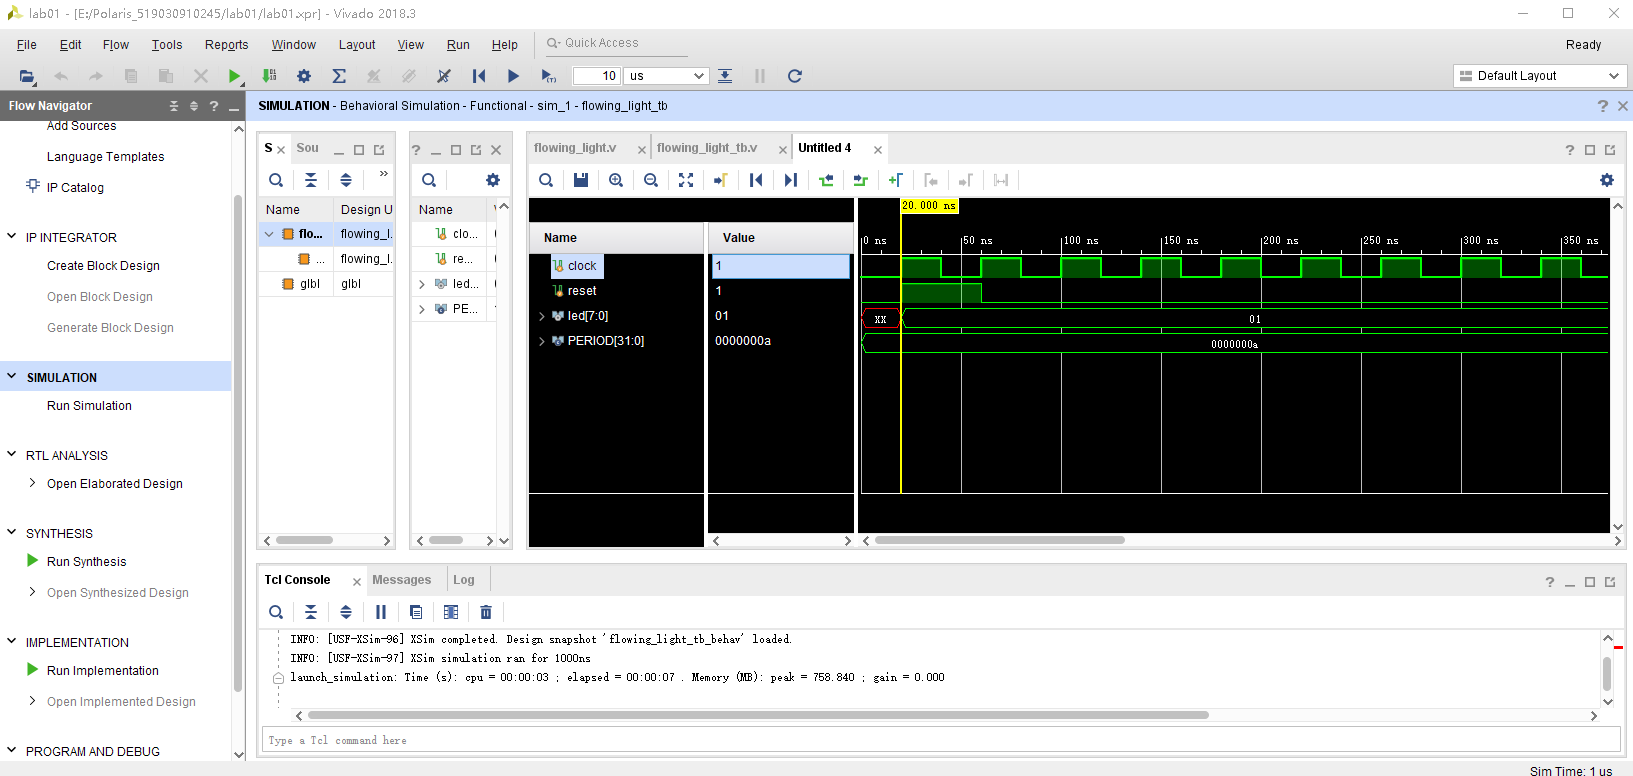 lab01 - [E:/Polaris_519030910245/lab01/lab01.xpr] - Vivado 2018.3
File Edit Flow Tools Reports Window Layout View Run Help Quick Access Ready
10 us Default Layout
Flow Navigator
SIMULATION - Behavioral Simulation - Functional - sim_1 - flowing_light_tb
Add Sources
Language Templates
IP Catalog
IP INTEGRATOR
Create Block Design
Open Block Design
Generate Block Design
SIMULATION
Run Simulation
RTL ANALYSIS
Open Elaborated Design
SYNTHESIS
Run Synthesis
Open Synthesized Design
IMPLEMENTATION
Run Implementation
Open Implemented Design
PROGRAM AND DEBUG
S Sou
Name Design U
flo... flowing_l.
... flowing_l.
glbl glbl
Name
clo...
re...
led...
PE...
flowing_light.v flowing_light_tb.v Untitled 4
20.000 ns
Name Value
0 ns 50 ns 100 ns 150 ns 200 ns 250 ns 300 ns 350 ns
clock 1
reset 1
led[7:0] 01 XX 01
PERIOD[31:0] 0000000a 0000000a
Tcl Console Messages Log
INFO: [USF-XSim-96] XSim completed. Design snapshot 'flowing_light_tb_behav' loaded.
INFO: [USF-XSim-97] XSim simulation ran for 1000ns
launch_simulation: Time (s): cpu = 00:00:03 ; elapsed = 00:00:07 . Memory (MB): peak = 758.840 ; gain = 0.000
Type a Tcl command here
Sim Time: 1 us